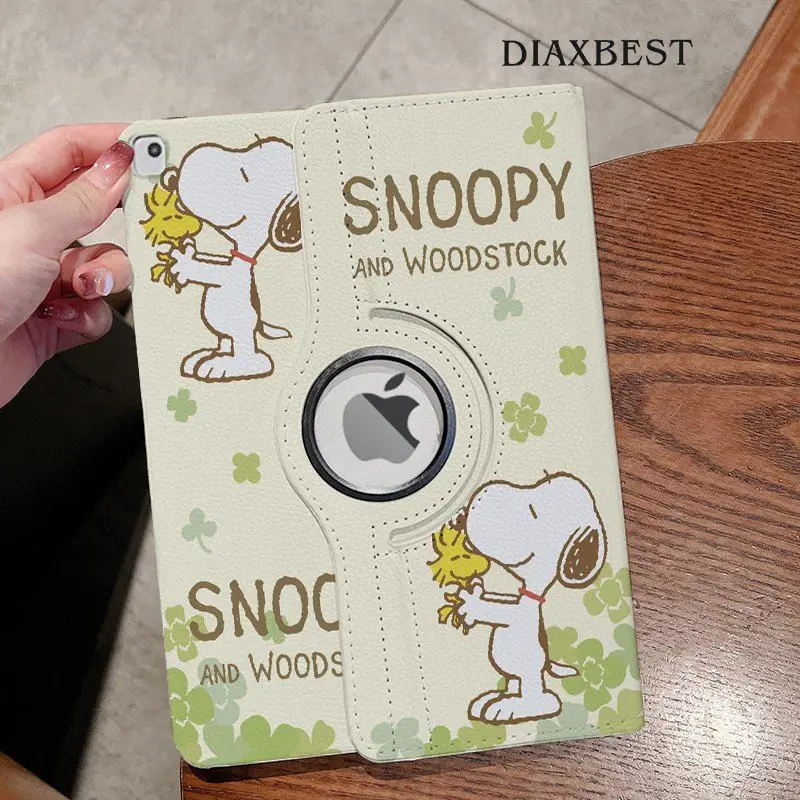 DIAXBEST
SNOOPY
AND WOODSTOCK
SNOO
AND WOODS